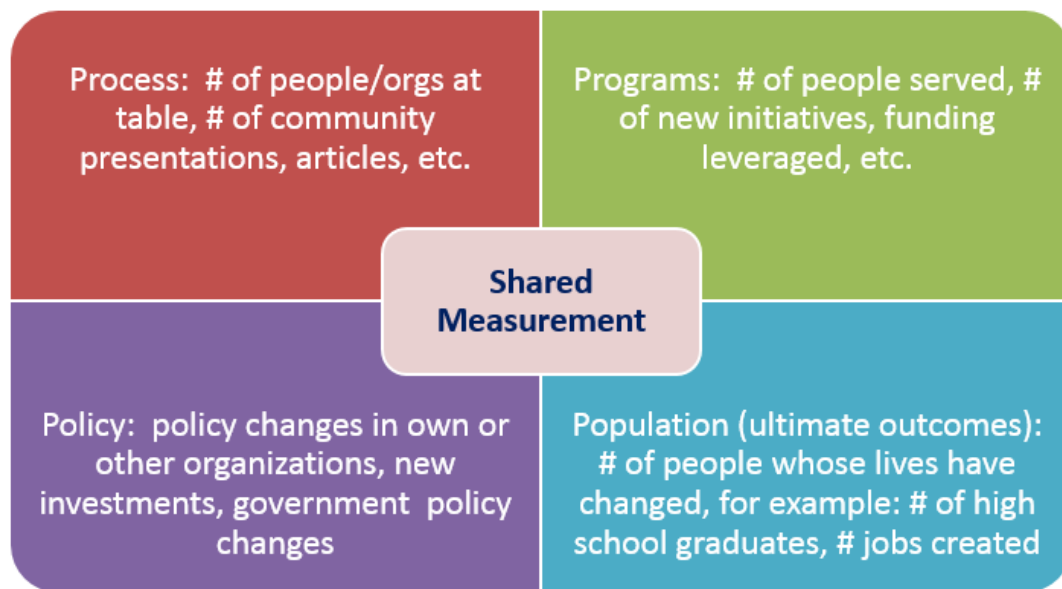 Process:  # of people/orgs at
table, # of community
presentations, articles, etc.
Programs:  # of people served, #
of new initiatives, funding
leveraged, etc.
Shared
Measurement
Policy:  policy changes in own or
other organizations, new
investments, government  policy
changes
Population (ultimate outcomes):
# of people whose lives have
changed, for example: # of high
school graduates, # jobs created